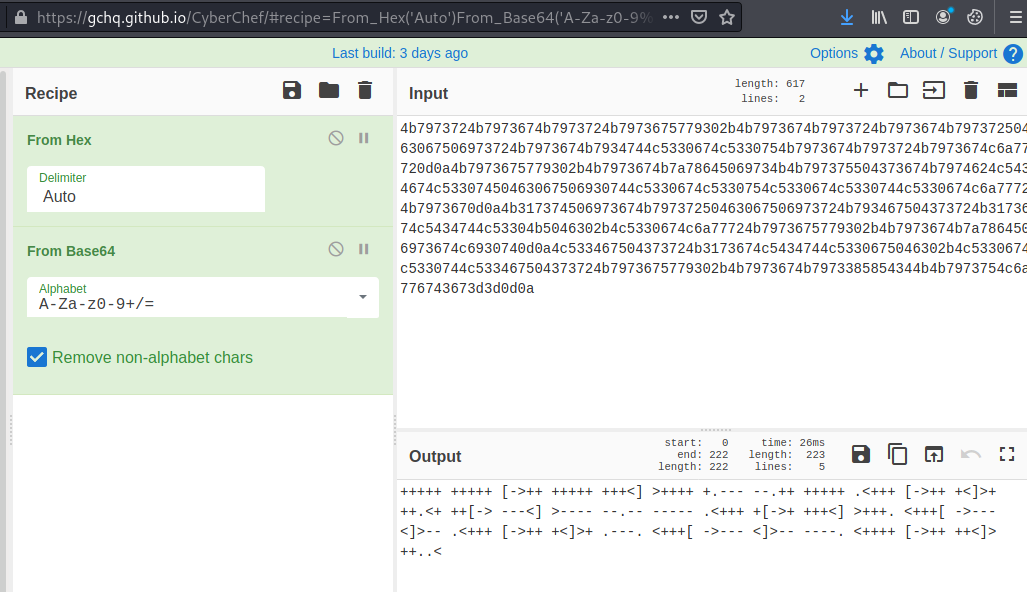 https://gchq.github.io/CyberChef/#recipe=From_Hex('Auto')From_Base64('A-Za-z0-9%
Last build: 3 days ago
Options
About / Support
Recipe
From Hex
Delimiter
Auto
From Base64
Alphabet
A-Za-z0-9+/=
Remove non-alphabet chars
Input
length: 617
lines: 2
4b7973724b7973674b7973724b7973675779302b4b7973674b7973724b7973674b797372504
63067506973724b7973674b7934744c5330674c5330754b7973674b7973724b7973674c6a77
720d0a4b7973675779302b4b7973674b7a78645069734b4b797375504373674b7974624c543
4674c5330745046306750693074 4c5330674c5330754c5330674c5330744c5330674c6a7772
4b7973670d0a4b317374506973674b79737250463067506973724b793467504373724b31736
74c5434744c53304b5046302b4c5330674c6a77724b7973675779302b4b7973674b7a786450
6973674c6930740d0a4c533467504373724b3173674c5434744c5330675046302b4c5330674
c5330744c533467504373724b7973675779302b4b7973674b7973385854344b4b7973754c6a
776743673d3d0d0a
Output
start: 0
end: 222
length: 222
time: 26ms
length: 223
lines: 5
+++++ +++++ [->++ +++++ +++<] >++++ +.--- --.++ +++++ .<+++ [->++ +<]>+
++.<+ ++[-> ---<] >---- --.-- ----- .<+++ +[->+ +++<] >+++. <+++[ ->---
<]>-- .<+++ [->++ +<]>+ .---. <+++[ ->--- <]>-- ----. <++++ [->++ ++<]>
++..<